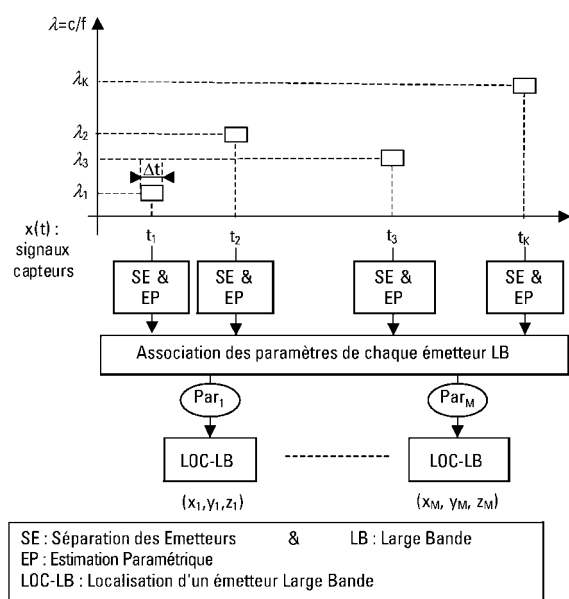 λ=c/f
λK
λ2
λ3
Δt
λ1
x(t) :
signaux
capteurs
t1 t2 t3 tK
SE &
EP
SE &
EP
SE &
EP
SE &
EP
Association des paramètres de chaque émetteur LB
Par1 ParM
LOC-LB LOC-LB
(x1,y1,z1) (xM, yM, zM)
SE : Séparation des Emetteurs & LB : Large Bande
EP : Estimation Paramétrique
LOC-LB : Localisation d'un émetteur Large Bande